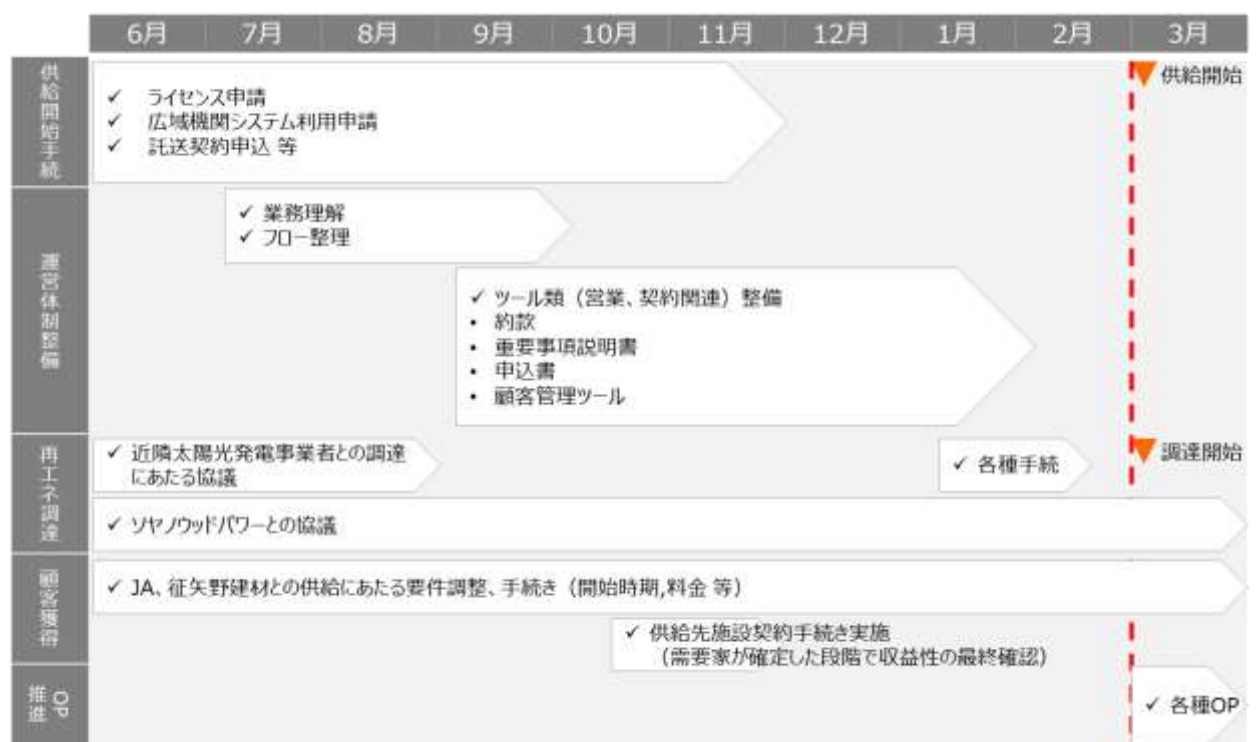 6月 7月 8月 9月 10月 11月 12月 1月 2月 3月
供給開始手続
✓ ライセンス申請
✓ 広域機関システム利用申請
✓ 託送契約申込 等
供給開始
運営体制整備
✓ 業務理解
✓ フロー整理
✓ ツール類（営業、契約関連）整備
• 約款
• 重要事項説明書
• 申込書
• 顧客管理ツール
再エネ調達
✓ 近隣太陽光発電事業者との調達
にあたる協議
✓ 各種手続
調達開始
✓ ソヤノウッドパワーとの協議
顧客獲得
✓ JA、征矢野建材との供給にあたる要件調整、手続き（開始時期,料金 等）
✓ 供給先施設契約手続き実施
（需要家が確定した段階で収益性の最終確認）
OP
推進
✓ 各種OP